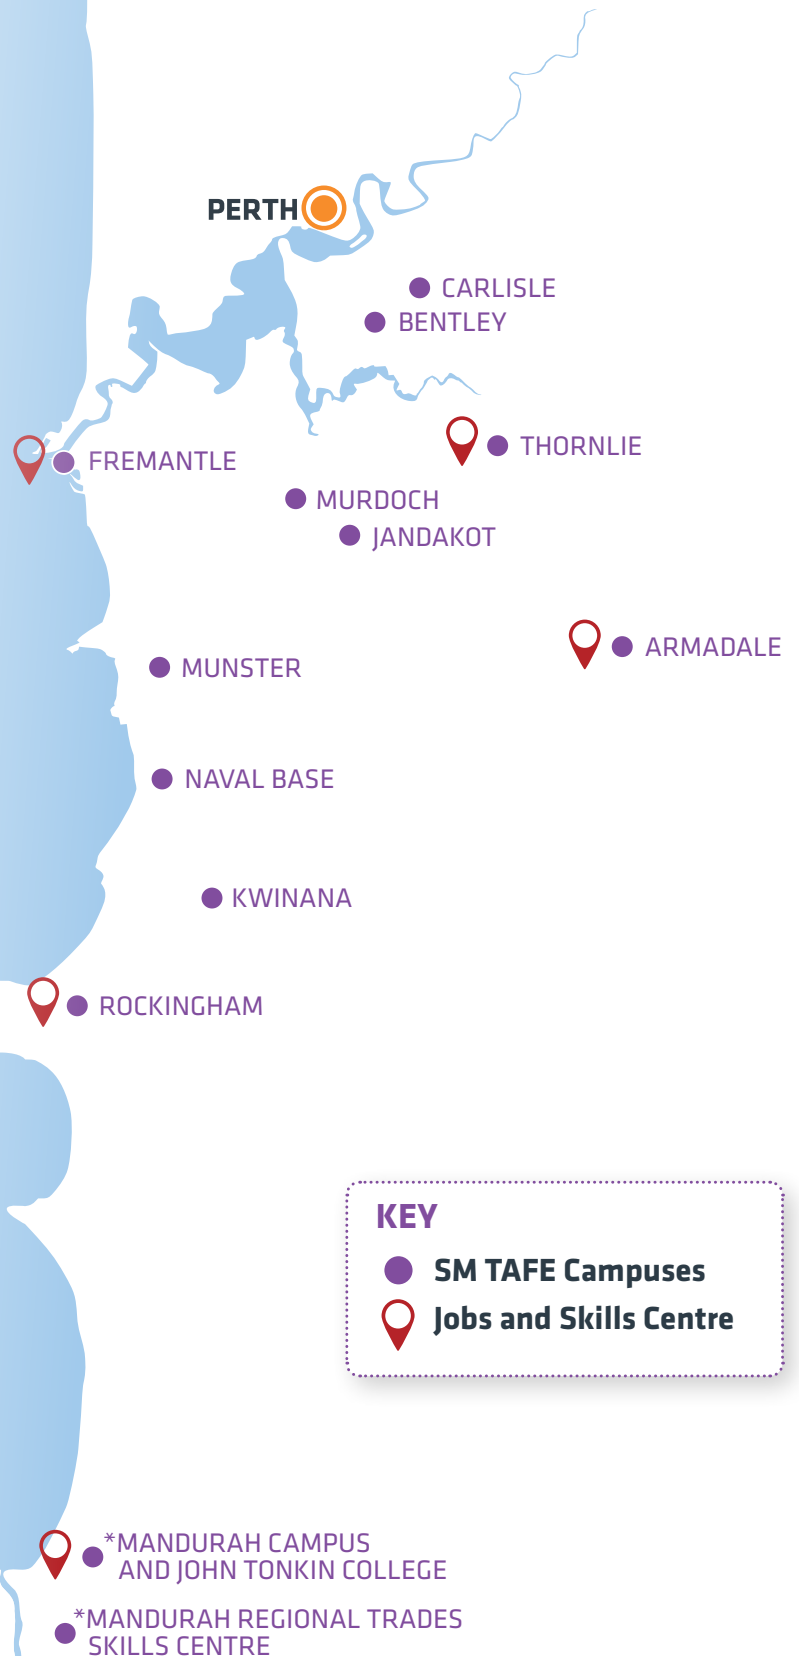 PERTH
CARLISLE
BENTLEY
THORNLIE
FREMANTLE
MURDOCH
JANDAKOT
ARMADALE
MUNSTER
NAVAL BASE
KWINANA
ROCKINGHAM
KEY
SM TAFE Campuses
Jobs and Skills Centre
*MANDURAH CAMPUS
AND JOHN TONKIN COLLEGE
*MANDURAH REGIONAL TRADES
SKILLS CENTRE